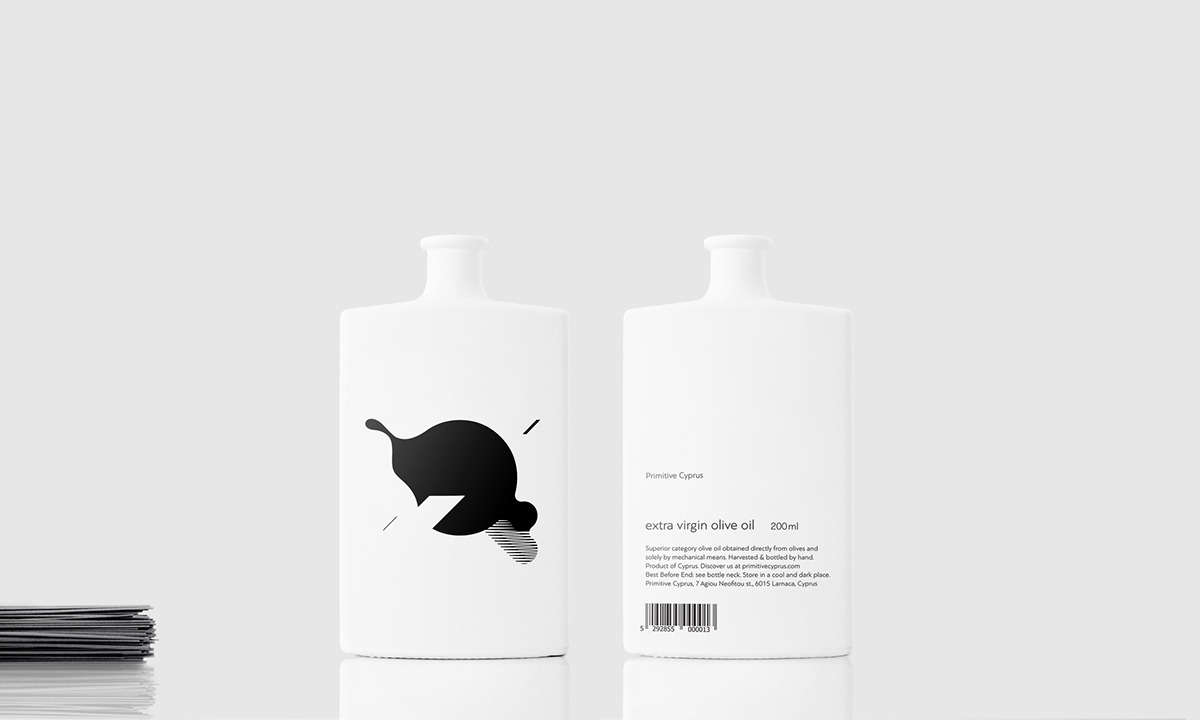 Primitive Cyprus
extra virgin olive oil 200ml
Superior category olive oil obtained directly from olives and
solely by mechanical means. Harvested & bottled by hand.
Product of Cyprus. Discover us at primitivecyprus.com
Best Before End: see bottle neck. Store in a cool and dark place.
Primitive Cyprus, 7 Agiou Neofitou st., 6015 Larnaca, Cyprus
5 292855 000013